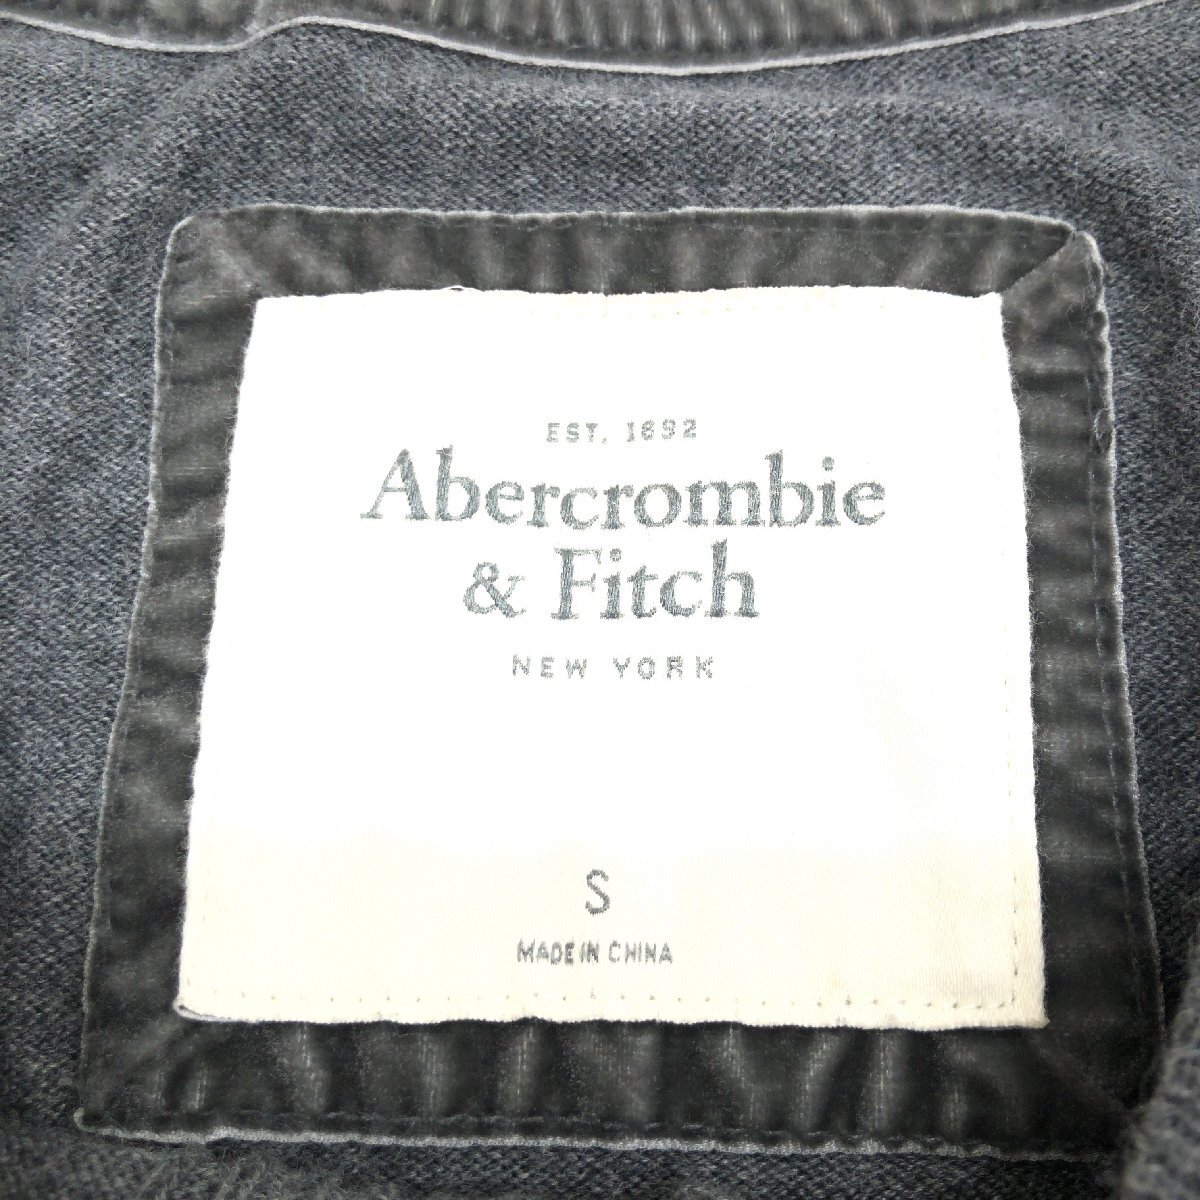 EST. 1892
Abercrombie
& Fitch
NEW YORK
S
MADE IN CHINA